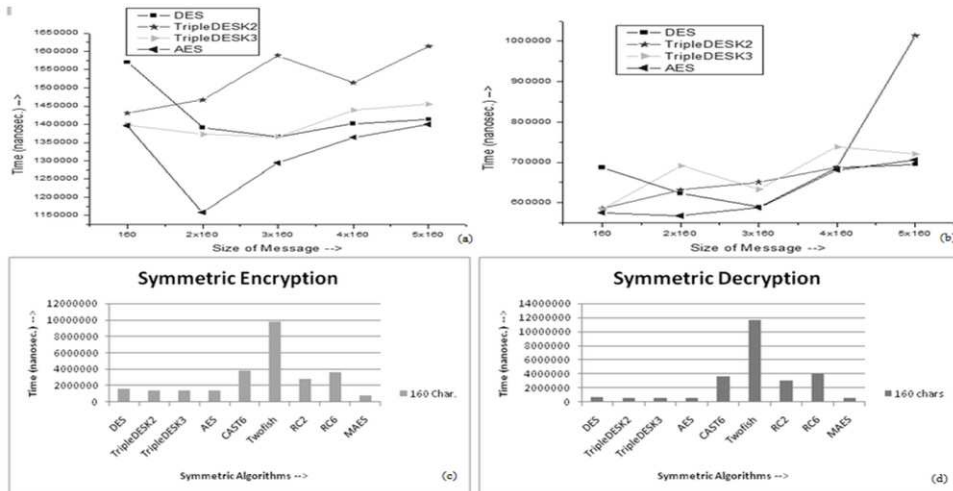 DES
TripleDESK2
TripleDESK3
AES
1650000
1600000
1550000
1500000
1450000
1400000
1350000
1300000
1250000
1200000
1150000
Time (nanosec.) -->
160 2x160 3x160 4x160 5x160
Size of Message -->
(a)
DES
TripleDESK2
TripleDESK3
AES
1000000
900000
800000
700000
600000
Time (nanosec.) -->
160 2x160 3x160 4x160 5x160
Size of Message -->
(b)
Symmetric Encryption
12000000
10000000
8000000
6000000
4000000
2000000
0
Time (nanosec.) -->
160 Char.
DES TripleDESK2 TripleDESK3 AES CAST6 Twofish RC2 RC6 MAES
Symmetric Algorithms -->
(c)
Symmetric Decryption
14000000
12000000
10000000
8000000
6000000
4000000
2000000
0
Time (nanosec.) -->
160 chars
DES TripleDESK2 TripleDESK3 AES CAST6 Twofish RC2 RC6 MAES
Symmetric Algorithms -->
(d)